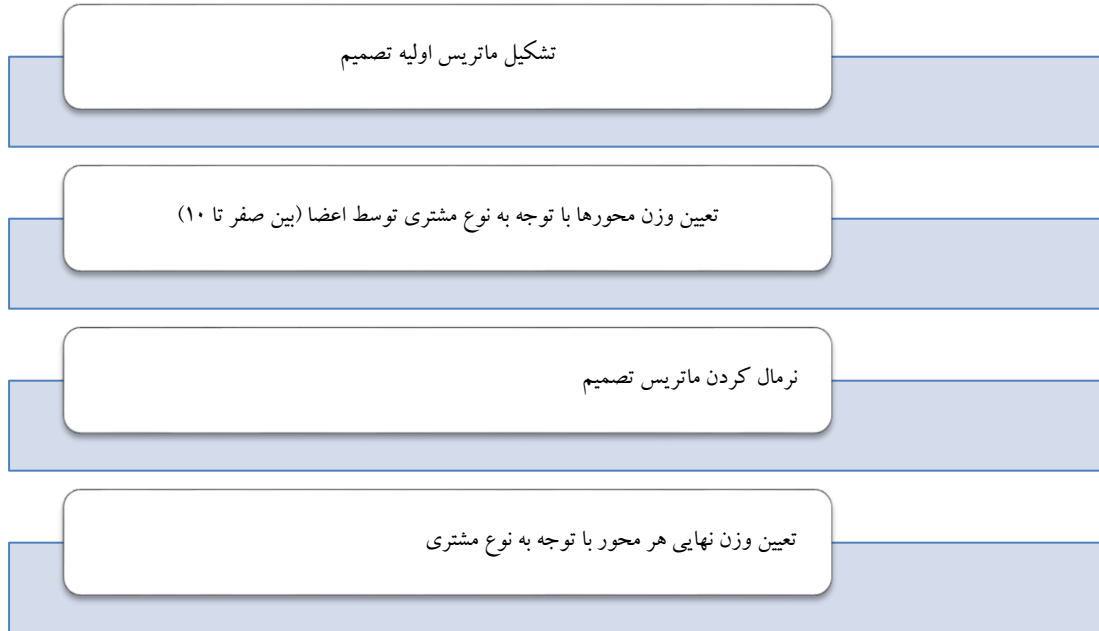 تشکیل ماتریس اولیه تصمیم
تعیین وزن محورها با توجه به نوع مشتری توسط اعضا (بین صفر تا ۱۰)
نرمال کردن ماتریس تصمیم
تعیین وزن نهایی هر محور با توجه به نوع مشتری